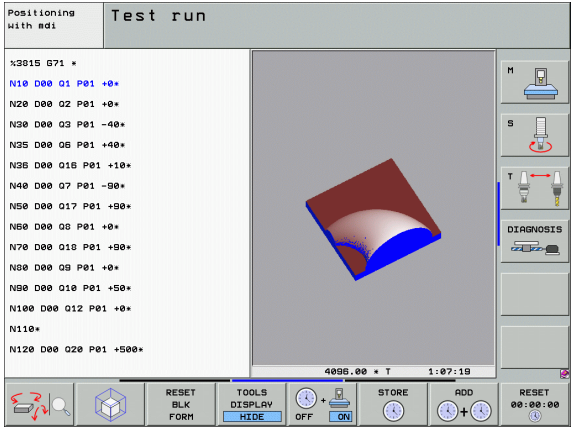 Positioning
with mdi
Test run
%3815 G71 *
N10 D00 Q1 P01 +0*
N20 D00 Q2 P01 +0*
N30 D00 Q3 P01 -40*
N35 D00 Q6 P01 +40*
N36 D00 Q16 P01 +10*
N40 D00 Q7 P01 -90*
N50 D00 Q17 P01 +90*
N60 D00 Q8 P01 +0*
N70 D00 Q18 P01 +90*
N80 D00 Q9 P01 +0*
N90 D00 Q10 P01 +50*
N100 D00 Q12 P01 +0*
N110*
N120 D00 Q20 P01 +500*
4096.00 * T 1:07:19
M
S
T
DIAGNOSIS
RESET
BLK
FORM
TOOLS
DISPLAY
HIDE
+
OFF ON
STORE
ADD
+
RESET
00:00:00